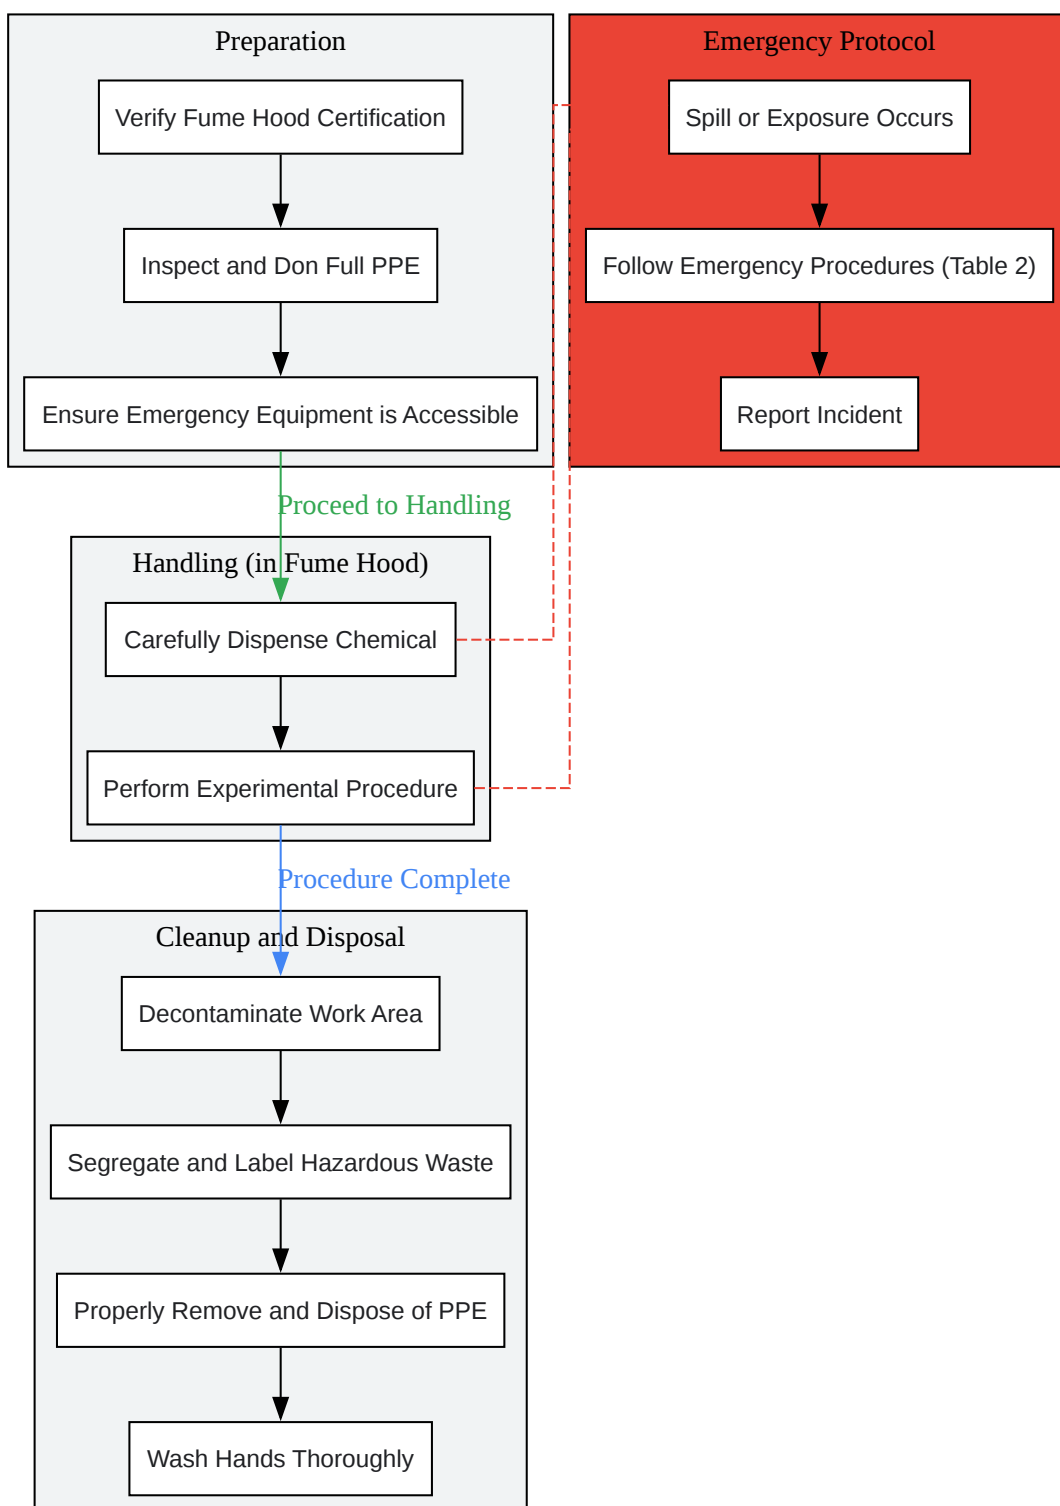 Preparation
Verify Fume Hood Certification
Inspect and Don Full PPE
Ensure Emergency Equipment is Accessible
Emergency Protocol
Spill or Exposure Occurs
Follow Emergency Procedures (Table 2)
Report Incident
Proceed to Handling
Handling (in Fume Hood)
Carefully Dispense Chemical
Perform Experimental Procedure
Procedure Complete
Cleanup and Disposal
Decontaminate Work Area
Segregate and Label Hazardous Waste
Properly Remove and Dispose of PPE
Wash Hands Thoroughly